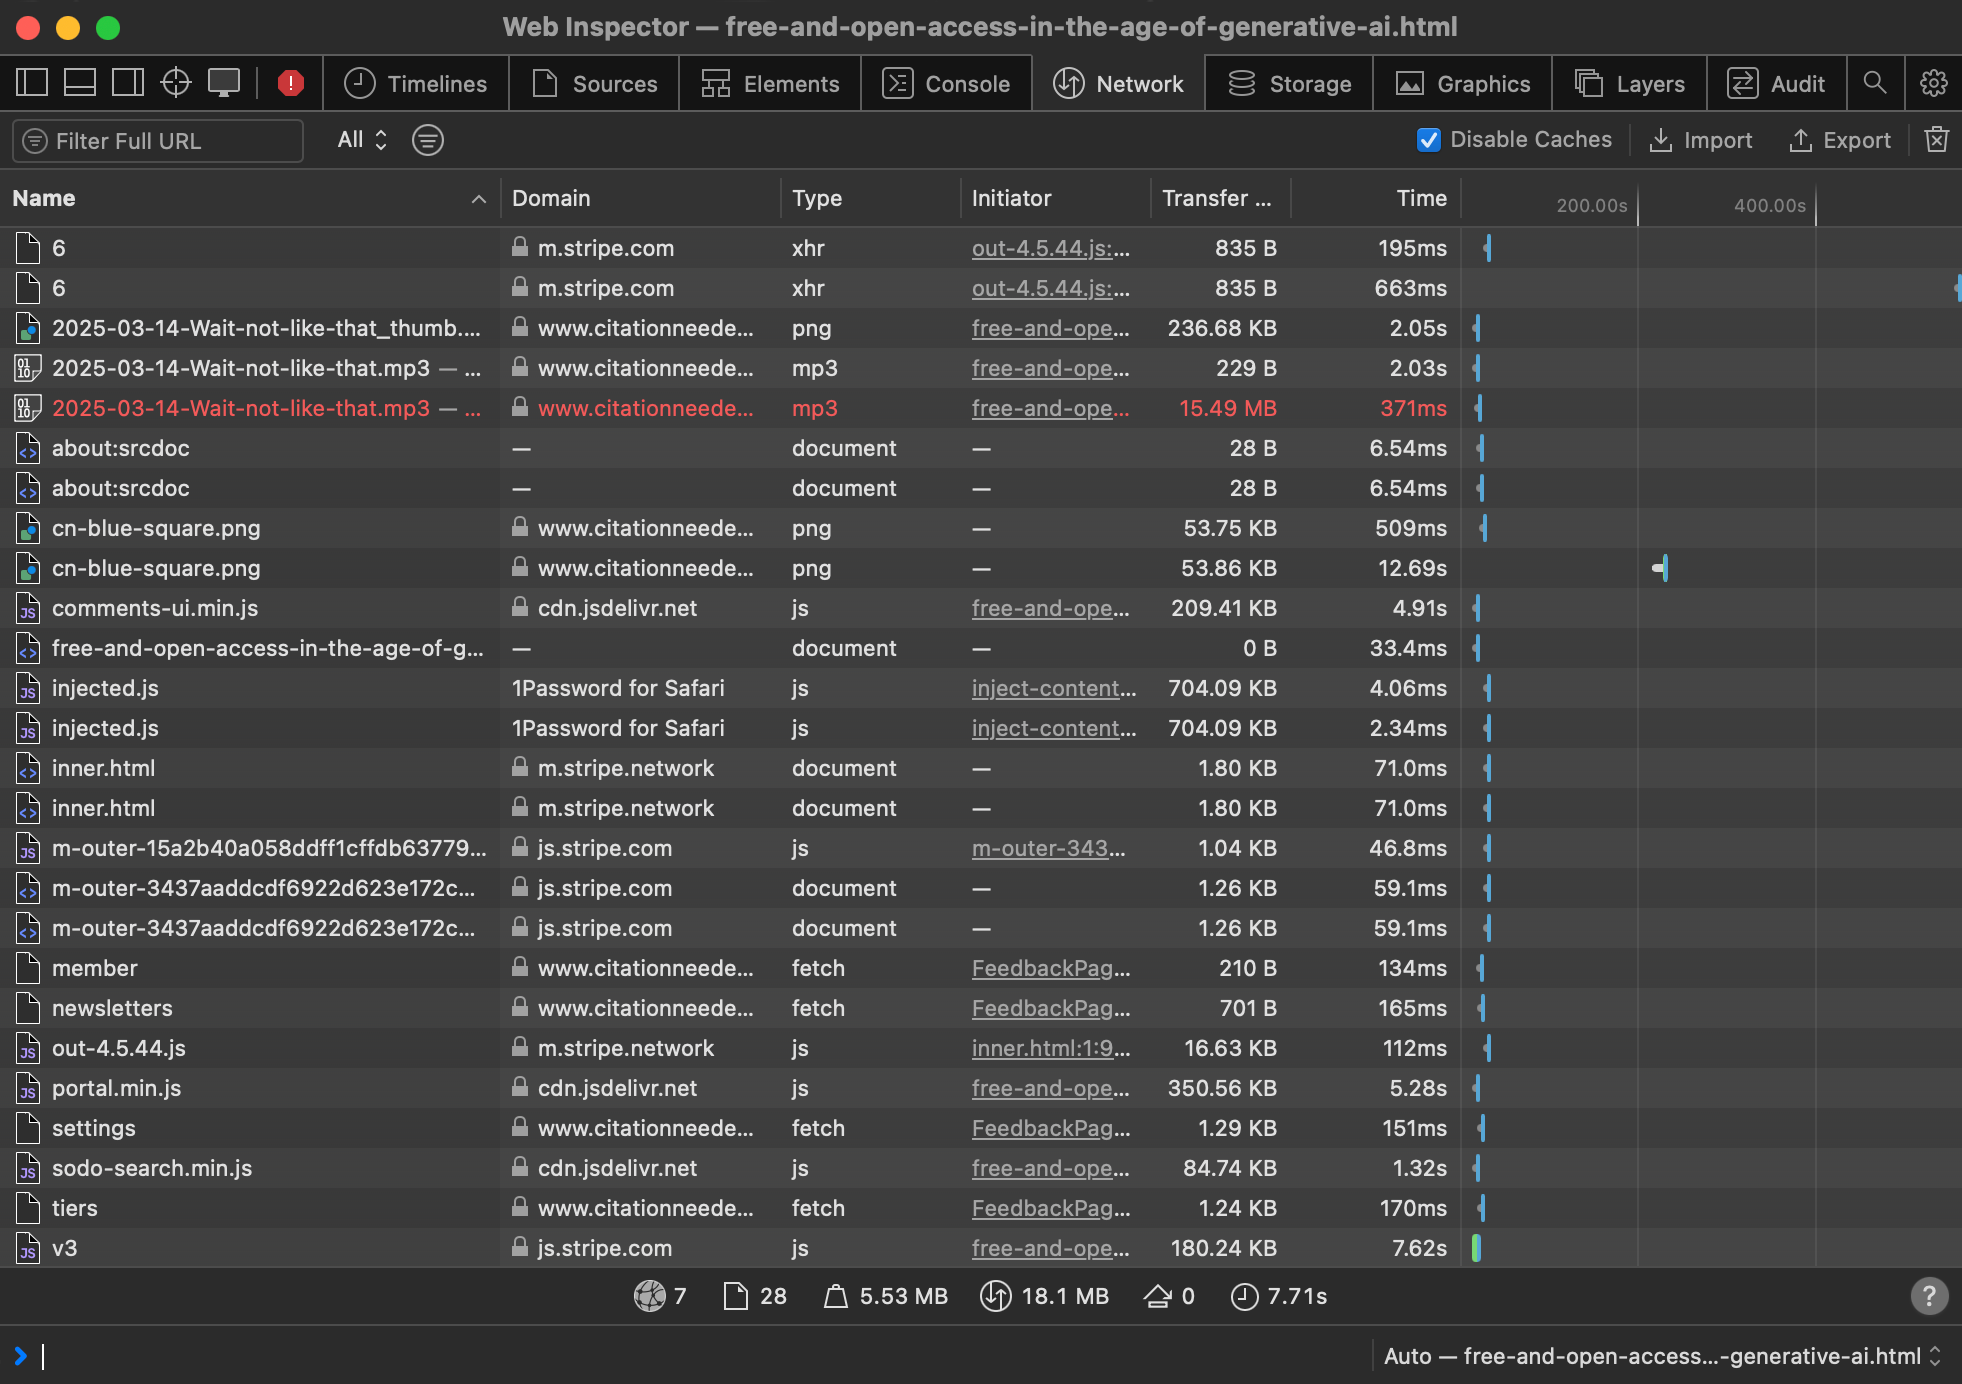 Web Inspector — free-and-open-access-in-the-age-of-generative-ai.html
Timelines Sources Elements Console Network Storage Graphics Layers Audit
Filter Full URL All Disable Caches Import Export
Name Domain Type Initiator Transfer ... Time 200.00s 400.00s
6 m.stripe.com xhr out-4.5.44.js:... 835 B 195ms
6 m.stripe.com xhr out-4.5.44.js:... 835 B 663ms
2025-03-14-Wait-not-like-that_thumb.... www.citationneede... png free-and-ope... 236.68 KB 2.05s
2025-03-14-Wait-not-like-that.mp3 — ... www.citationneede... mp3 free-and-ope... 229 B 2.03s
2025-03-14-Wait-not-like-that.mp3 — ... www.citationneede... mp3 free-and-ope... 15.49 MB 371ms
about:srcdoc — document — 28 B 6.54ms
about:srcdoc — document — 28 B 6.54ms
cn-blue-square.png www.citationneede... png — 53.75 KB 509ms
cn-blue-square.png www.citationneede... png — 53.86 KB 12.69s
comments-ui.min.js cdn.jsdelivr.net js free-and-ope... 209.41 KB 4.91s
free-and-open-access-in-the-age-of-g... — document — 0 B 33.4ms
injected.js 1Password for Safari js inject-content... 704.09 KB 4.06ms
injected.js 1Password for Safari js inject-content... 704.09 KB 2.34ms
inner.html m.stripe.network document — 1.80 KB 71.0ms
inner.html m.stripe.network document — 1.80 KB 71.0ms
m-outer-15a2b40a058ddff1cffdb63779... js.stripe.com js m-outer-343... 1.04 KB 46.8ms
m-outer-3437aaddcdf6922d623e172c... js.stripe.com document — 1.26 KB 59.1ms
m-outer-3437aaddcdf6922d623e172c... js.stripe.com document — 1.26 KB 59.1ms
member www.citationneede... fetch FeedbackPag... 210 B 134ms
newsletters www.citationneede... fetch FeedbackPag... 701 B 165ms
out-4.5.44.js m.stripe.network js inner.html:1:9... 16.63 KB 112ms
portal.min.js cdn.jsdelivr.net js free-and-ope... 350.56 KB 5.28s
settings www.citationneede... fetch FeedbackPag... 1.29 KB 151ms
sodo-search.min.js cdn.jsdelivr.net js free-and-ope... 84.74 KB 1.32s
tiers www.citationneede... fetch FeedbackPag... 1.24 KB 170ms
v3 js.stripe.com js free-and-ope... 180.24 KB 7.62s
7 28 5.53 MB 18.1 MB 0 7.71s ?
Auto — free-and-open-access...-generative-ai.html